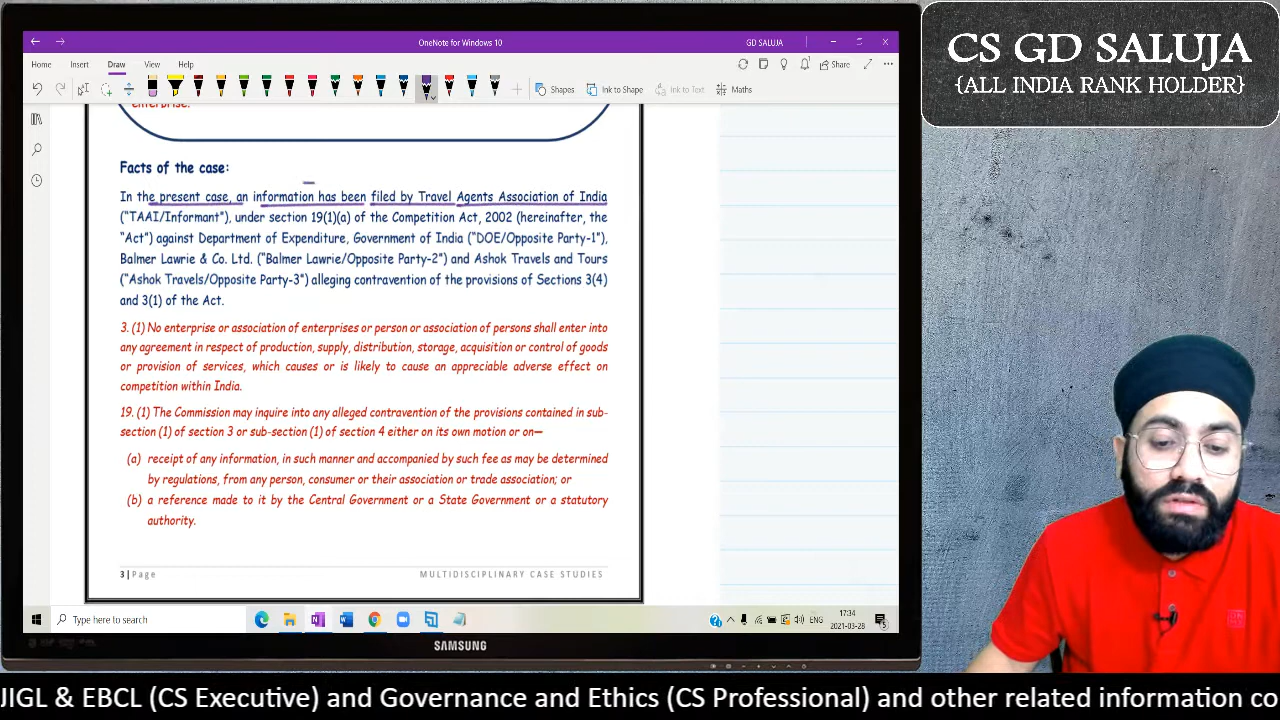 OneNote for Windows 10
GD SALUJA
Home Insert Draw View Help
Share
Shapes Ink to Shape Ink to Text Maths
enterprise.
Facts of the case:
In the present case, an information has been filed by Travel Agents Association of India
("TAAI/Informant"), under section 19(1)(a) of the Competition Act, 2002 (hereinafter, the
"Act") against Department of Expenditure, Government of India ("DOE/Opposite Party-1"),
Balmer Lawrie & Co. Ltd. ("Balmer Lawrie/Opposite Party-2") and Ashok Travels and Tours
("Ashok Travels/Opposite Party-3") alleging contravention of the provisions of Sections 3(4)
and 3(1) of the Act.
3. (1) No enterprise or association of enterprises or person or association of persons shall enter into
any agreement in respect of production, supply, distribution, storage, acquisition or control of goods
or provision of services, which causes or is likely to cause an appreciable adverse effect on
competition within India.
19. (1) The Commission may inquire into any alleged contravention of the provisions contained in sub-
section (1) of section 3 or sub-section (1) of section 4 either on its own motion or on—
(a) receipt of any information, in such manner and accompanied by such fee as may be determined
by regulations, from any person, consumer or their association or trade association; or
(b) a reference made to it by the Central Government or a State Government or a statutory
authority.
3|Page
MULTIDISCIPLINARY CASE STUDIES
Type here to search
ENG
17:34
2021-03-28
SAMSUNG
CS GD SALUJA
{ALL INDIA RANK HOLDER}
JIGL & EBCL (CS Executive) and Governance and Ethics (CS Professional) and other related information co